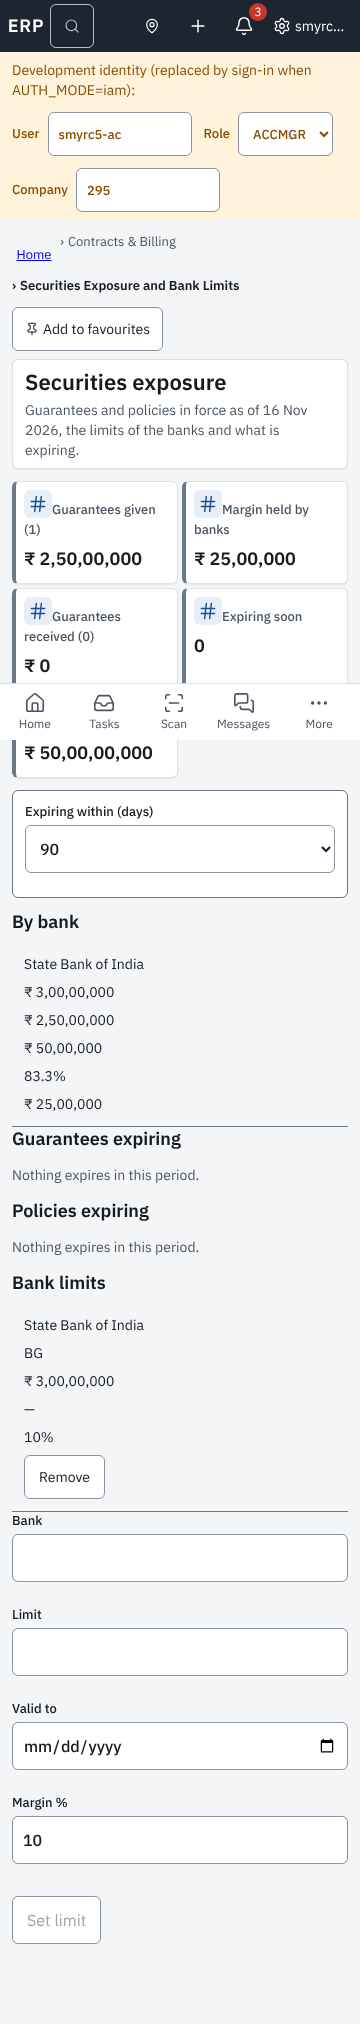 ERP
3
smyrc...
Development identity (replaced by sign-in when
AUTH_MODE=iam):
User
smyrc5-ac
Role
ACCMGR
Company
295
› Contracts & Billing
Home
› Securities Exposure and Bank Limits
Add to favourites
Securities exposure
Guarantees and policies in force as of 16 Nov
2026, the limits of the banks and what is
expiring.
Guarantees given
(1)
₹ 2,50,00,000
Margin held by
banks
₹ 25,00,000
Guarantees
received (0)
₹ 0
Expiring soon
0
Home
Tasks
Scan
Messages
More
₹ 50,00,00,000
Expiring within (days)
90
By bank
State Bank of India
₹ 3,00,00,000
₹ 2,50,00,000
₹ 50,00,000
83.3%
₹ 25,00,000
Guarantees expiring
Nothing expires in this period.
Policies expiring
Nothing expires in this period.
Bank limits
State Bank of India
BG
₹ 3,00,00,000
—
10%
Remove
Bank
Limit
Valid to
mm/dd/yyyy
Margin %
10
Set limit